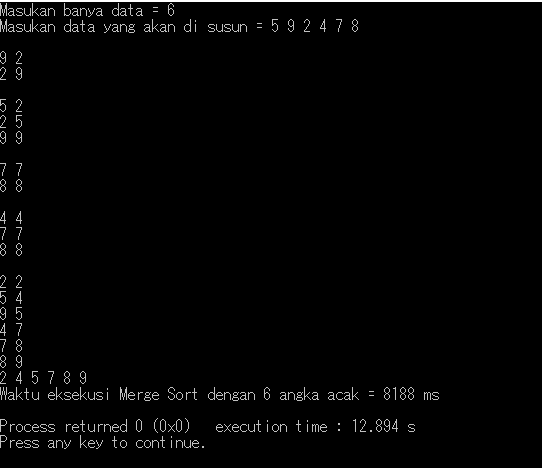 Masukan banya data = 6
Masukan data yang akan di susun = 5 9 2 4 7 8
9 2
2 9
5 2
2 5
9 9
7 7
8 8
4 4
7 7
8 8
2 2
5 4
9 5
4 7
7 8
8 9
2 4 5 7 8 9
Waktu eksekusi Merge Sort dengan 6 angka acak = 8188 ms
Process returned 0 (0x0)   execution time : 12.894 s
Press any key to continue.